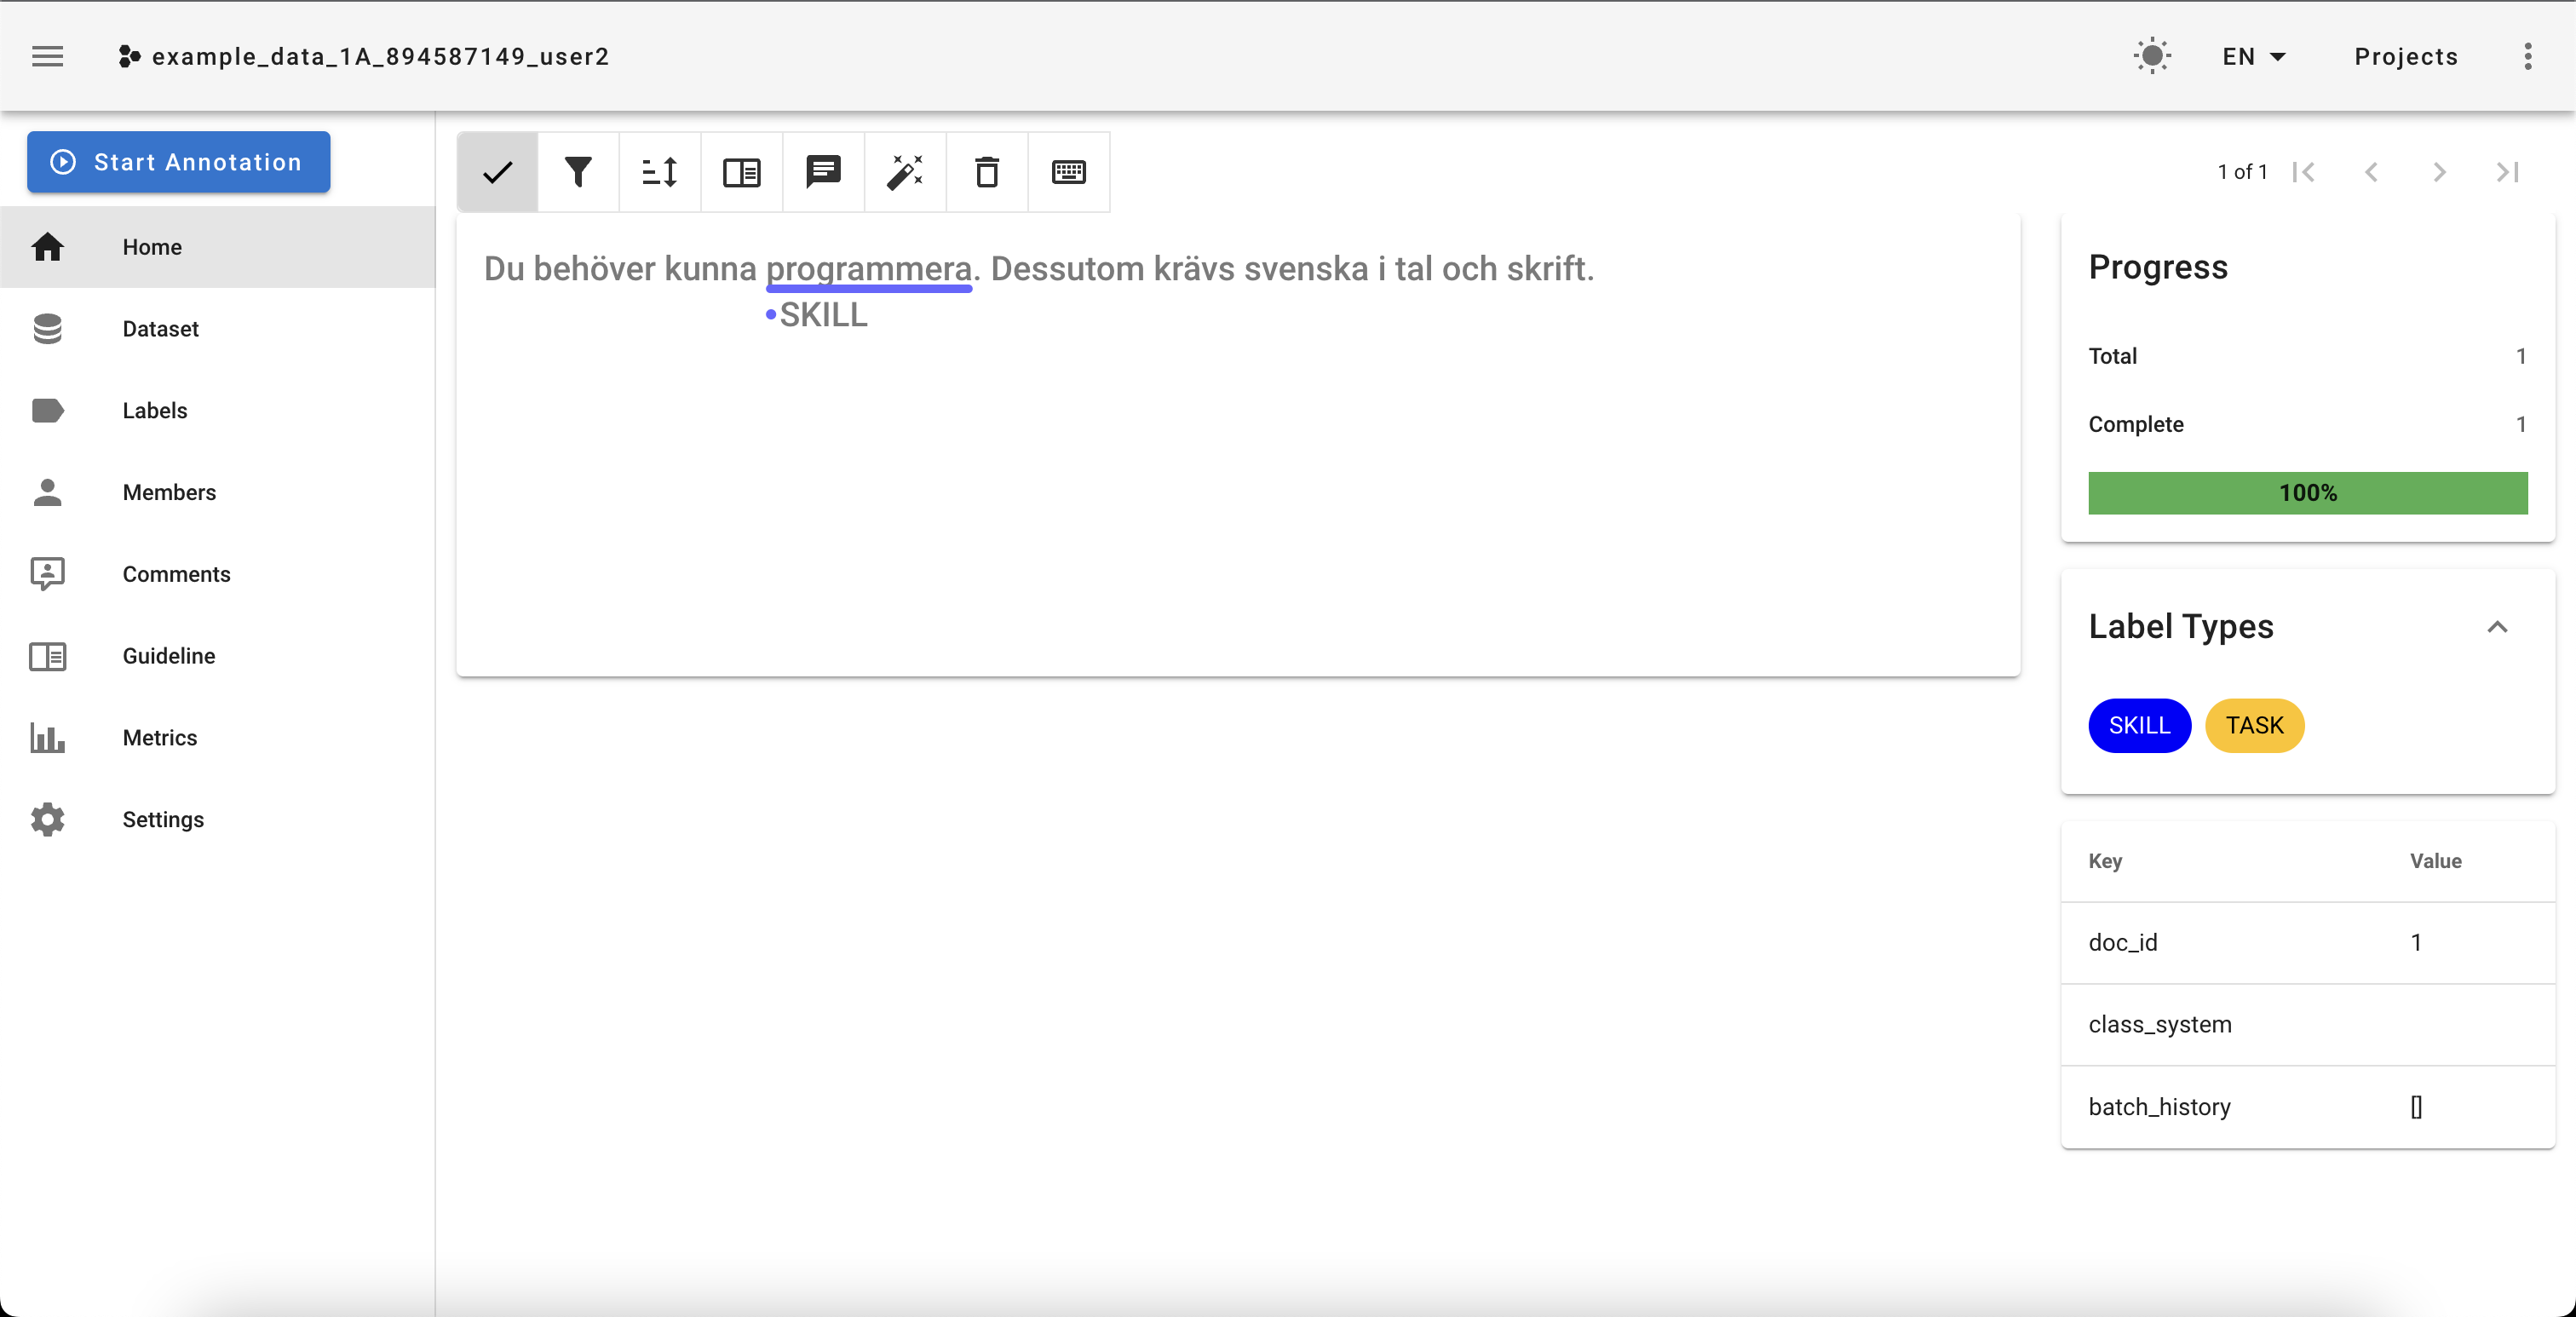 example_data_1A_894587149_user2
EN
Projects
Start Annotation
Home
Dataset
Labels
Members
Comments
Guideline
Metrics
Settings
1 of 1
Du behöver kunna programmera. Dessutom krävs svenska i tal och skrift.
•SKILL
Progress
Total 1
Complete 1
100%
Label Types
SKILL TASK
Key Value
doc_id 1
class_system
batch_history []